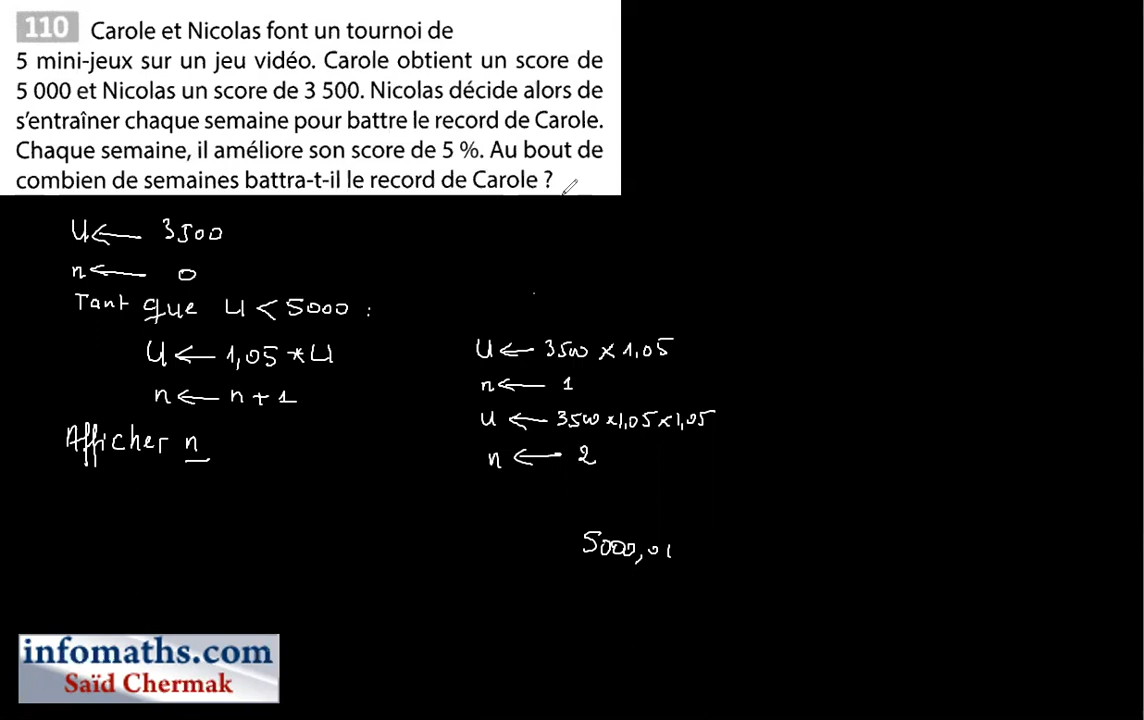 110 Carole et Nicolas font un tournoi de
5 mini-jeux sur un jeu vidéo. Carole obtient un score de
5 000 et Nicolas un score de 3 500. Nicolas décide alors de
s'entraîner chaque semaine pour battre le record de Carole.
Chaque semaine, il améliore son score de 5 %. Au bout de
combien de semaines battra-t-il le record de Carole ?
U ← 3500
n ← 0
Tant que U < 5000 :
U ← 1,05 * U
n ← n + 1
Afficher n
U ← 3500 × 1,05
n ← 1
U ← 3500 × 1,05 × 1,05
n ← 2
5000,01
infomaths.com
Saïd Chermak